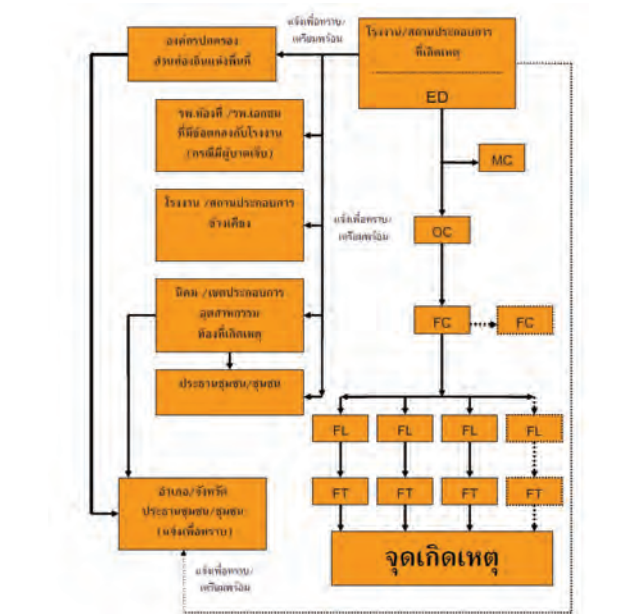 องค์กรปกครอง
ส่วนท้องถิ่นแห่งพื้นที่
แจ้งเพื่อทราบ/
เตรียมพร้อม
โรงงาน/สถานประกอบการ
ที่เกิดเหตุ
ED
รพ.ท้องที่ /รพ.เอกชน
ที่มีข้อตกลงกับโรงงาน
(กรณีมีผู้บาดเจ็บ)
MC
โรงงาน /สถานประกอบการ
ข้างเคียง
แจ้งเพื่อทราบ/
เตรียมพร้อม
OC
นิคม /เขตประกอบการ
อุตสาหกรรม
ท้องที่เกิดเหตุ
FC
FC
ประธานชุมชน/ชุมชน
FL
FL
FL
FL
FT
FT
FT
FT
อำเภอ/จังหวัด
ประธานชุมชน/ชุมชน
(แจ้งเพื่อทราบ)
จุดเกิดเหตุ
แจ้งเพื่อทราบ/
เตรียมพร้อม